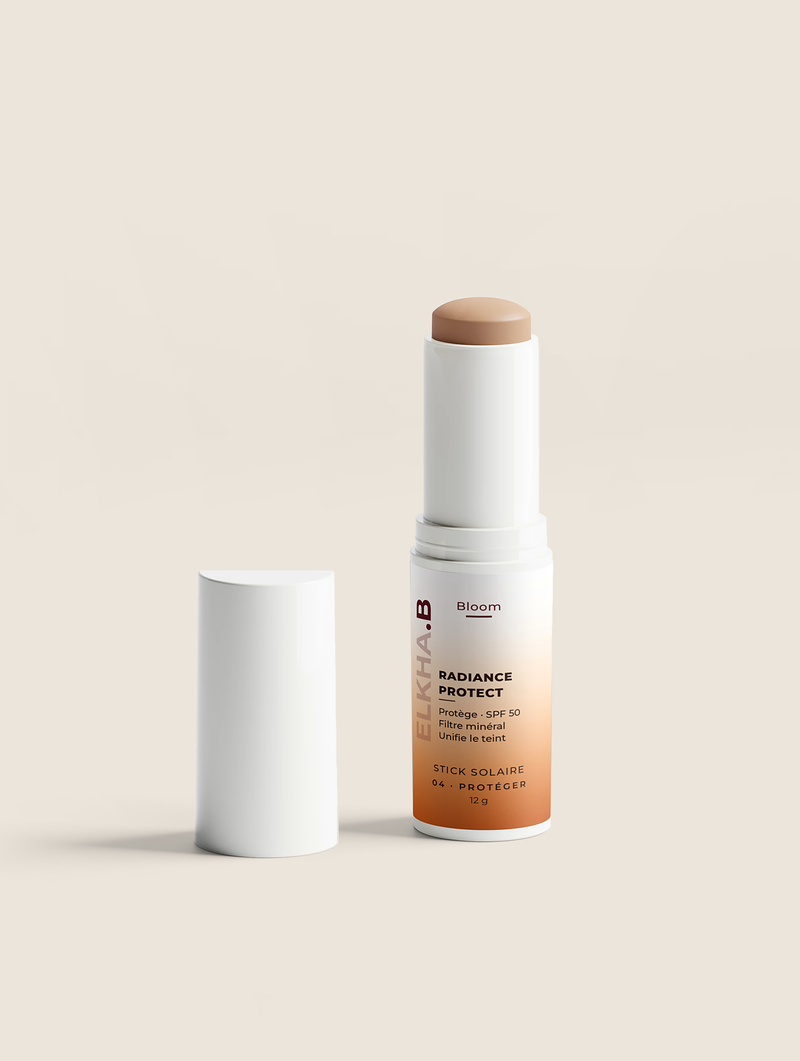 Bloom
ELKHA.B
RADIANCE
PROTECT
Protège · SPF 50
Filtre minéral
Unifie le teint
STICK SOLAIRE
04 · PROTÉGER
12 g